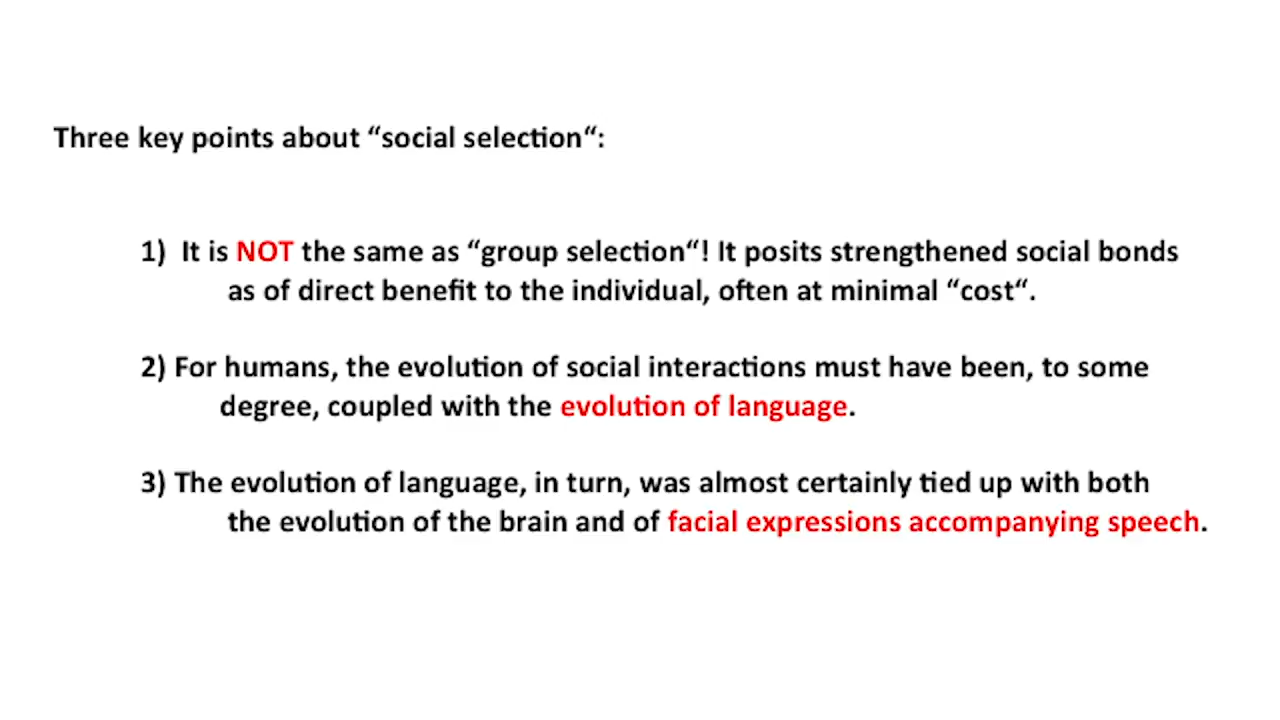 Three key points about “social selection“:
1) It is NOT the same as “group selection“! It posits strengthened social bonds
as of direct benefit to the individual, often at minimal “cost“.
2) For humans, the evolution of social interactions must have been, to some
degree, coupled with the evolution of language.
3) The evolution of language, in turn, was almost certainly tied up with both
the evolution of the brain and of facial expressions accompanying speech.